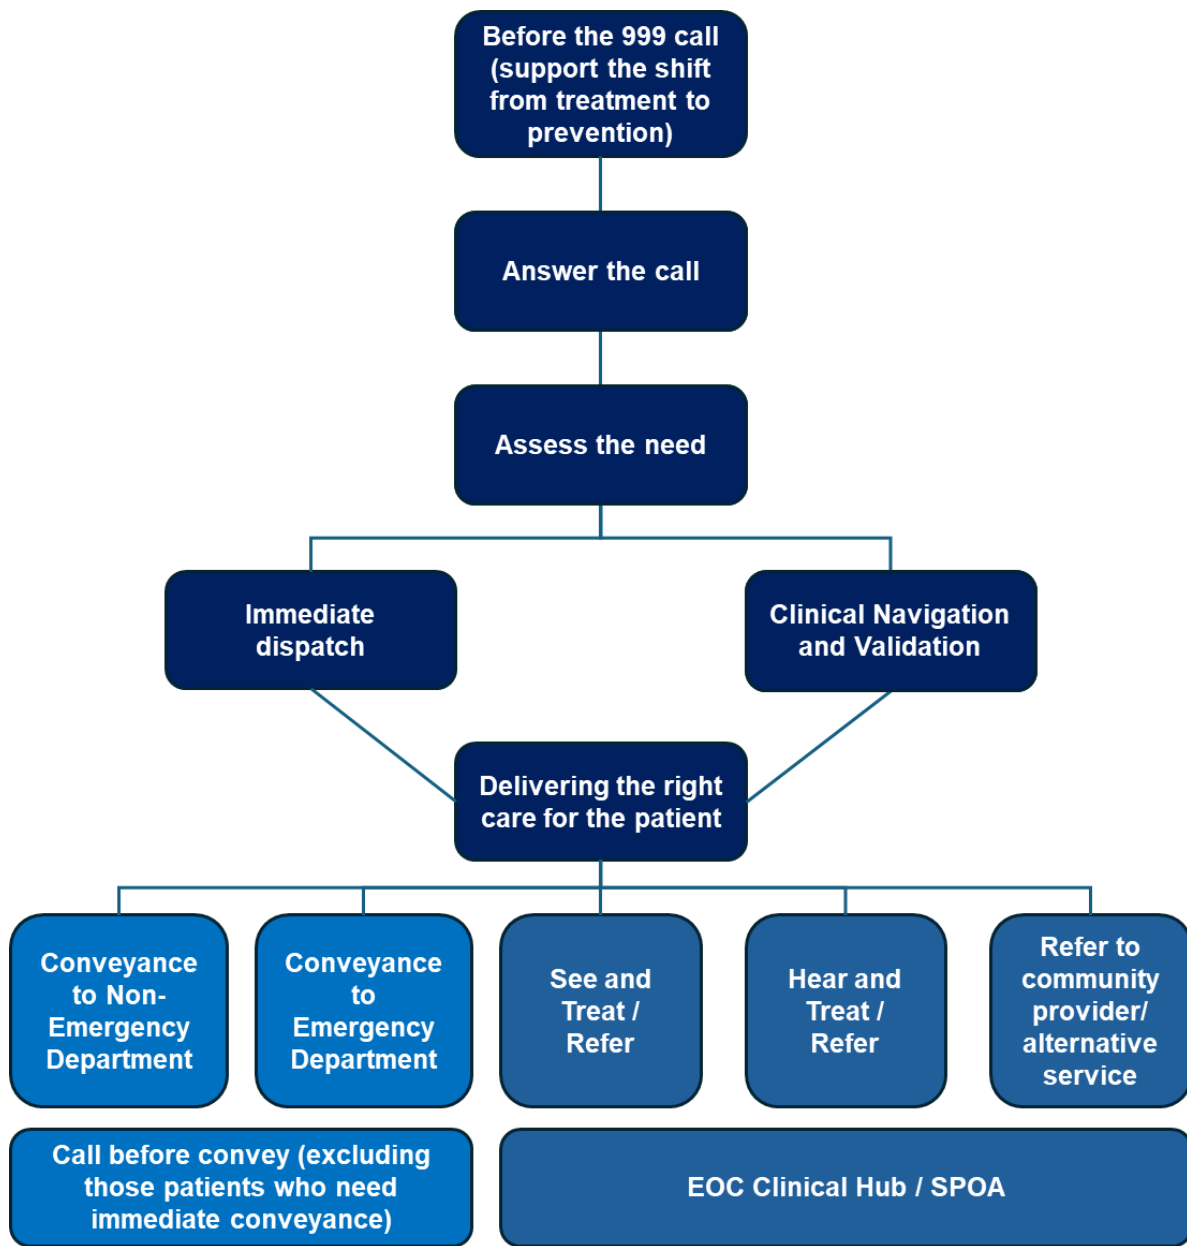 Before the 999 call
(support the shift
from treatment to
prevention)
Answer the call
Assess the need
Immediate
dispatch
Clinical Navigation
and Validation
Delivering the right
care for the patient
Conveyance
to Non-
Emergency
Department
Conveyance
to
Emergency
Department
See and
Treat /
Refer
Hear and
Treat /
Refer
Refer to
community
provider/
alternative
service
Call before convey (excluding
those patients who need
immediate conveyance)
EOC Clinical Hub / SPOA